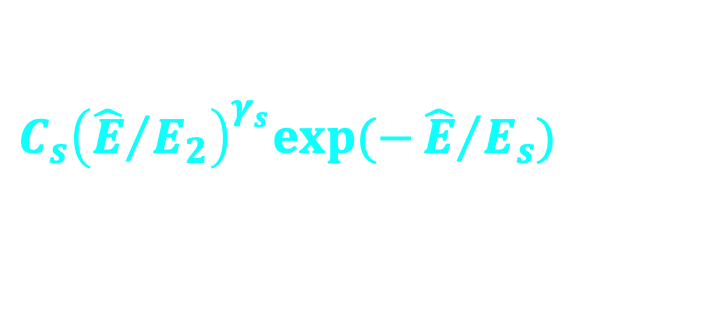 C_s(Ê/E_2)^{γ_s} exp(− Ê/E_s)